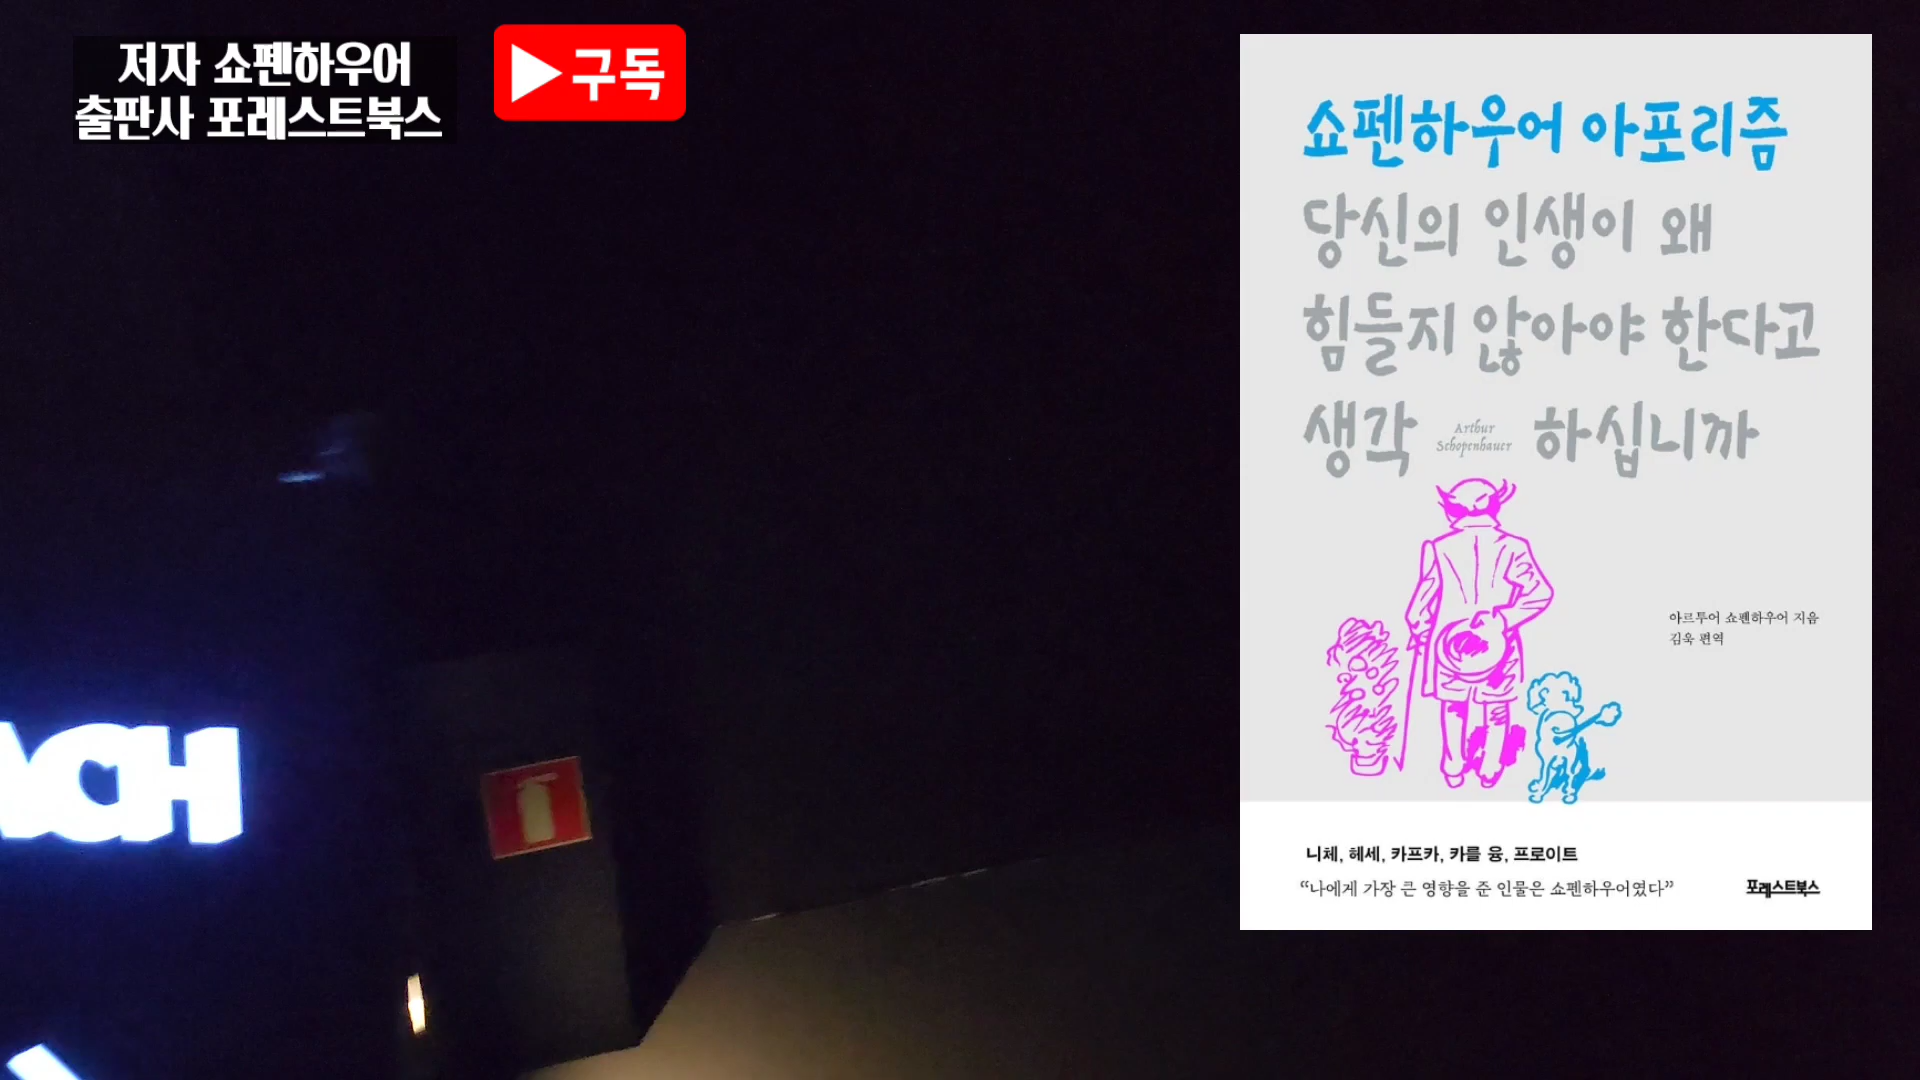 저자 쇼펜하우어
출판사 포레스트북스
구독
쇼펜하우어 아포리즘
당신의 인생이 왜
힘들지 않아야 한다고
생각 하십니까
Arthur
Schopenhauer
아르투어 쇼펜하우어 지음
김욱 편역
니체, 헤세, 카프카, 카를 융, 프로이트
“나에게 가장 큰 영향을 준 인물은 쇼펜하우어였다”
포레스트북스
ACH